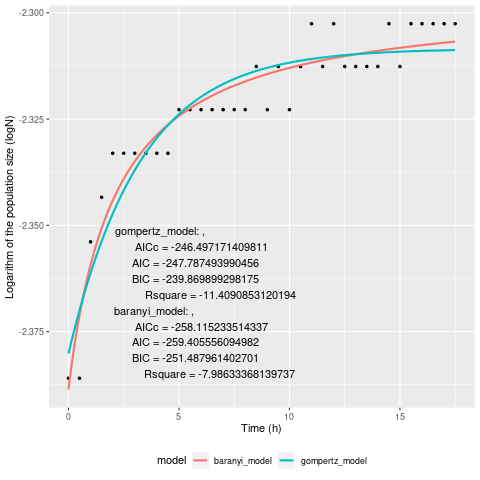 -2.300
-2.325
-2.350
-2.375
Logarithm of the population size (logN)
gompertz_model: ,
AICc = -246.497171409811
AIC = -247.787493990456
BIC = -239.869899298175
Rsquare = -11.4090853120194
baranyi_model: ,
AICc = -258.115233514337
AIC = -259.405556094982
BIC = -251.487961402701
Rsquare = -7.98633368139737
0 5 10 15
Time (h)
model baranyi_model gompertz_model